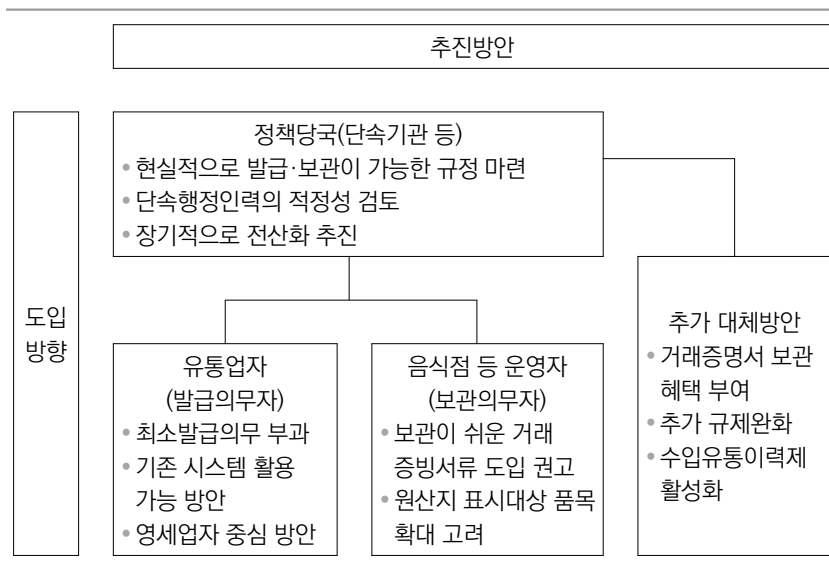 추진방안
정책당국(단속기관 등)
• 현실적으로 발급·보관이 가능한 규정 마련
• 단속행정인력의 적정성 검토
• 장기적으로 전산화 추진
도입
방향
유통업자
(발급의무자)
• 최소발급의무 부과
• 기존 시스템 활용
가능 방안
• 영세업자 중심 방안
음식점 등 운영자
(보관의무자)
• 보관이 쉬운 거래
증빙서류 도입 권고
• 원산지 표시대상 품목
확대 고려
추가 대체방안
• 거래증명서 보관
혜택 부여
• 추가 규제완화
• 수입유통이력제
활성화